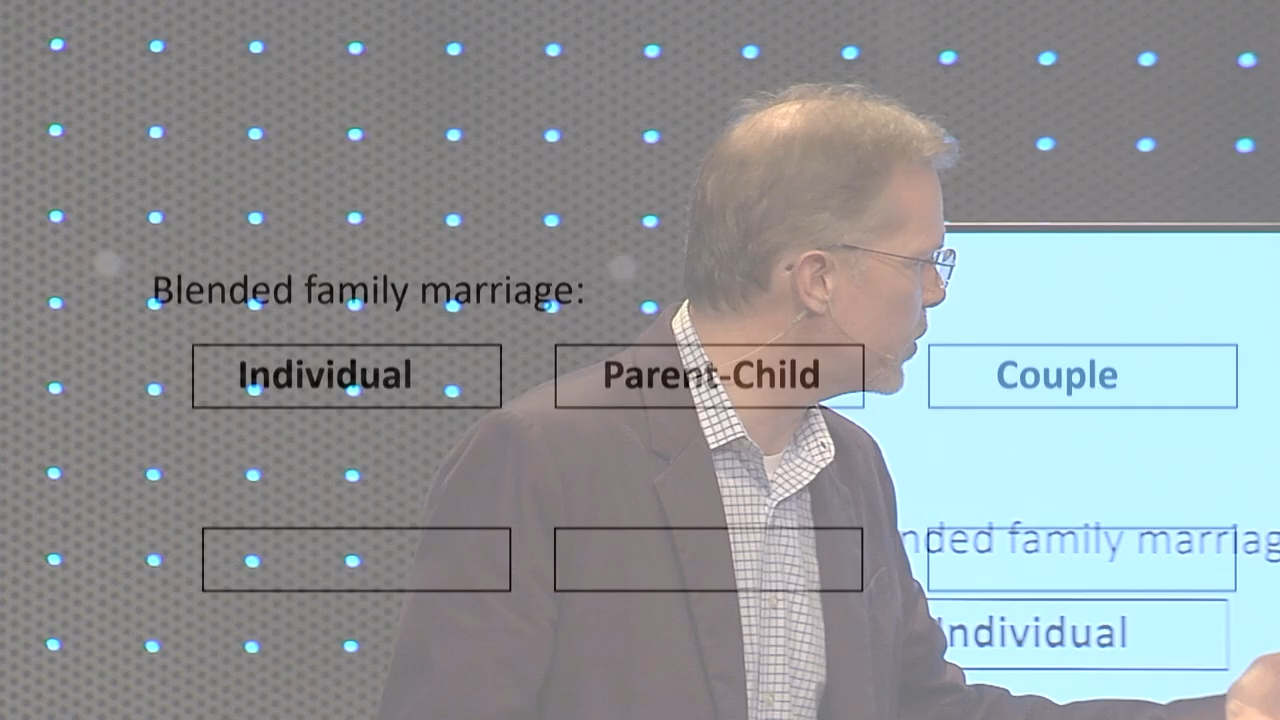 Blended family marriage:
Individual Parent-Child Couple
nded family marriag
Individual